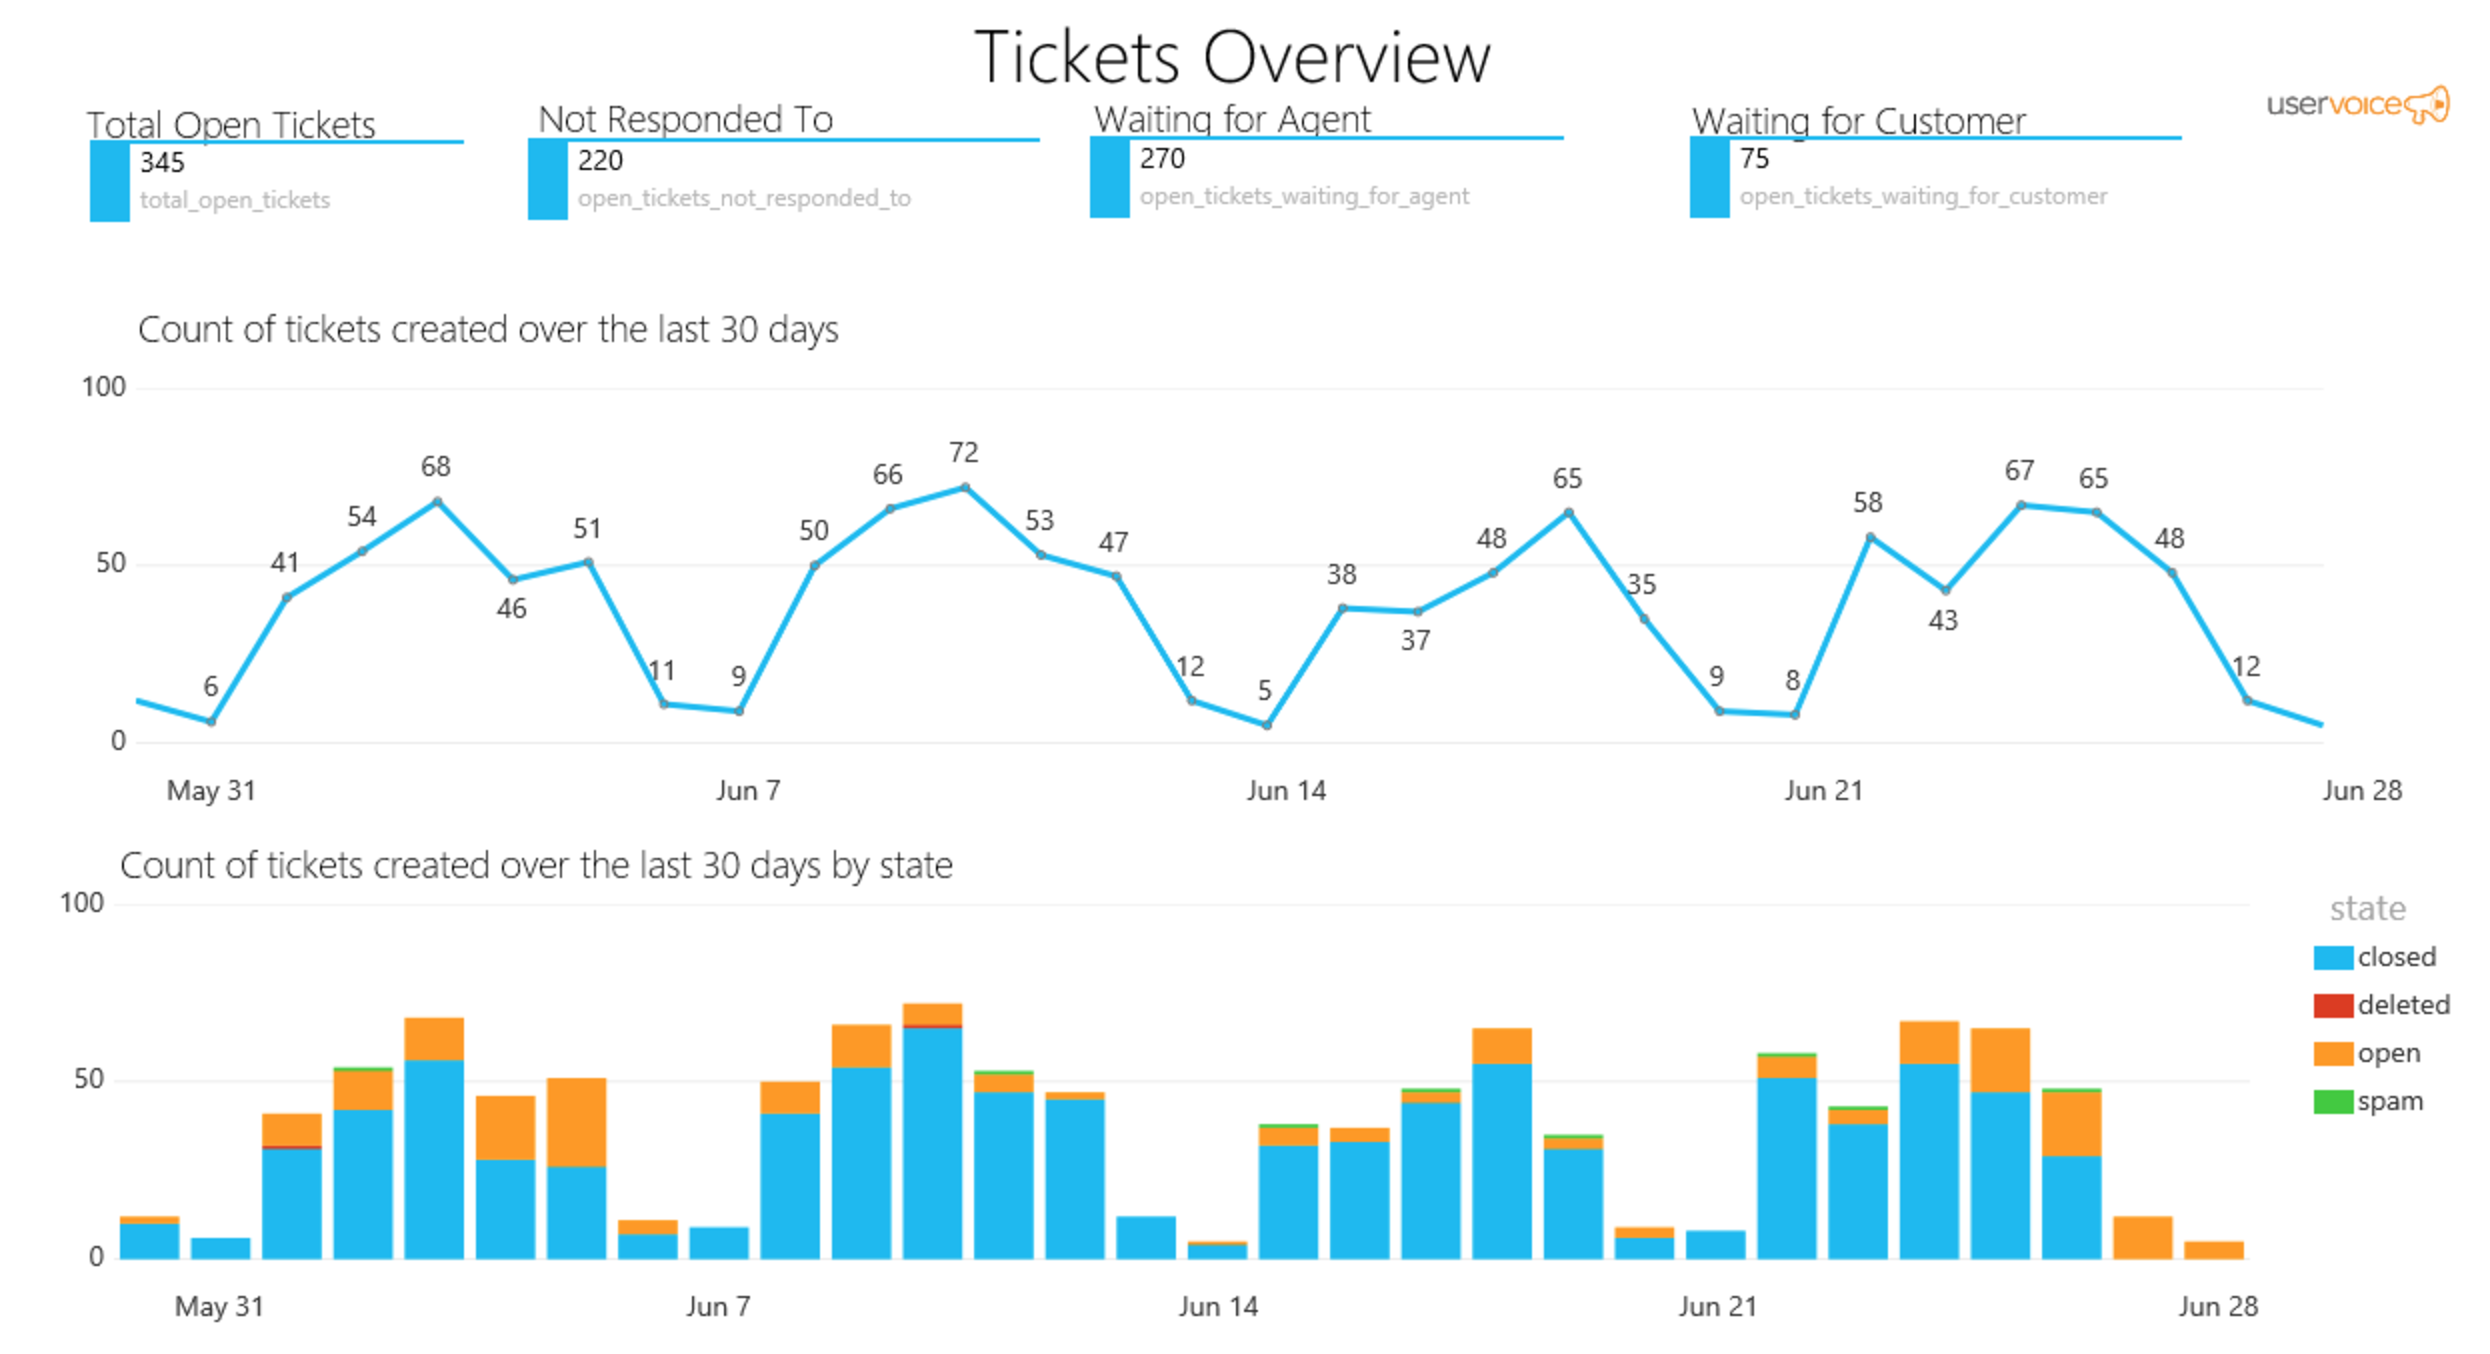 Tickets Overview
Total Open Tickets
345
total_open_tickets
Not Responded To
220
open_tickets_not_responded_to
Waiting for Agent
270
open_tickets_waiting_for_agent
Waiting for Customer
75
open_tickets_waiting_for_customer
uservoice
Count of tickets created over the last 30 days
100
50
0
6
41
54
68
46
51
11
9
50
66
72
53
47
12
5
38
37
48
65
35
9
8
58
43
67
65
48
12
May 31
Jun 7
Jun 14
Jun 21
Jun 28
Count of tickets created over the last 30 days by state
100
50
0
May 31
Jun 7
Jun 14
Jun 21
Jun 28
state
closed
deleted
open
spam